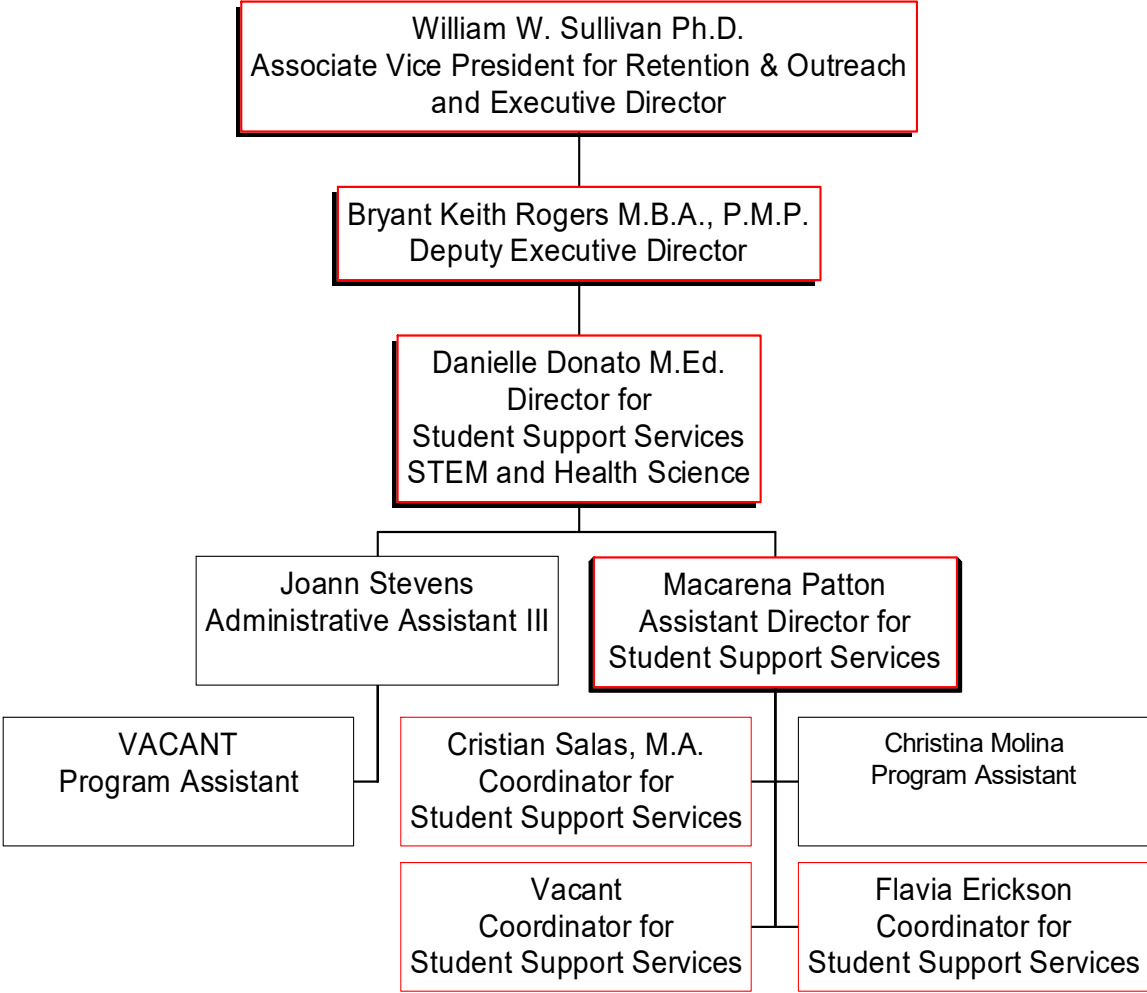 William W. Sullivan Ph.D.
Associate Vice President for Retention & Outreach
and Executive Director
Bryant Keith Rogers M.B.A., P.M.P.
Deputy Executive Director
Danielle Donato M.Ed.
Director for
Student Support Services
STEM and Health Science
Joann Stevens
Administrative Assistant III
Macarena Patton
Assistant Director for
Student Support Services
VACANT
Program Assistant
Cristian Salas, M.A.
Coordinator for
Student Support Services
Christina Molina
Program Assistant
Vacant
Coordinator for
Student Support Services
Flavia Erickson
Coordinator for
Student Support Services